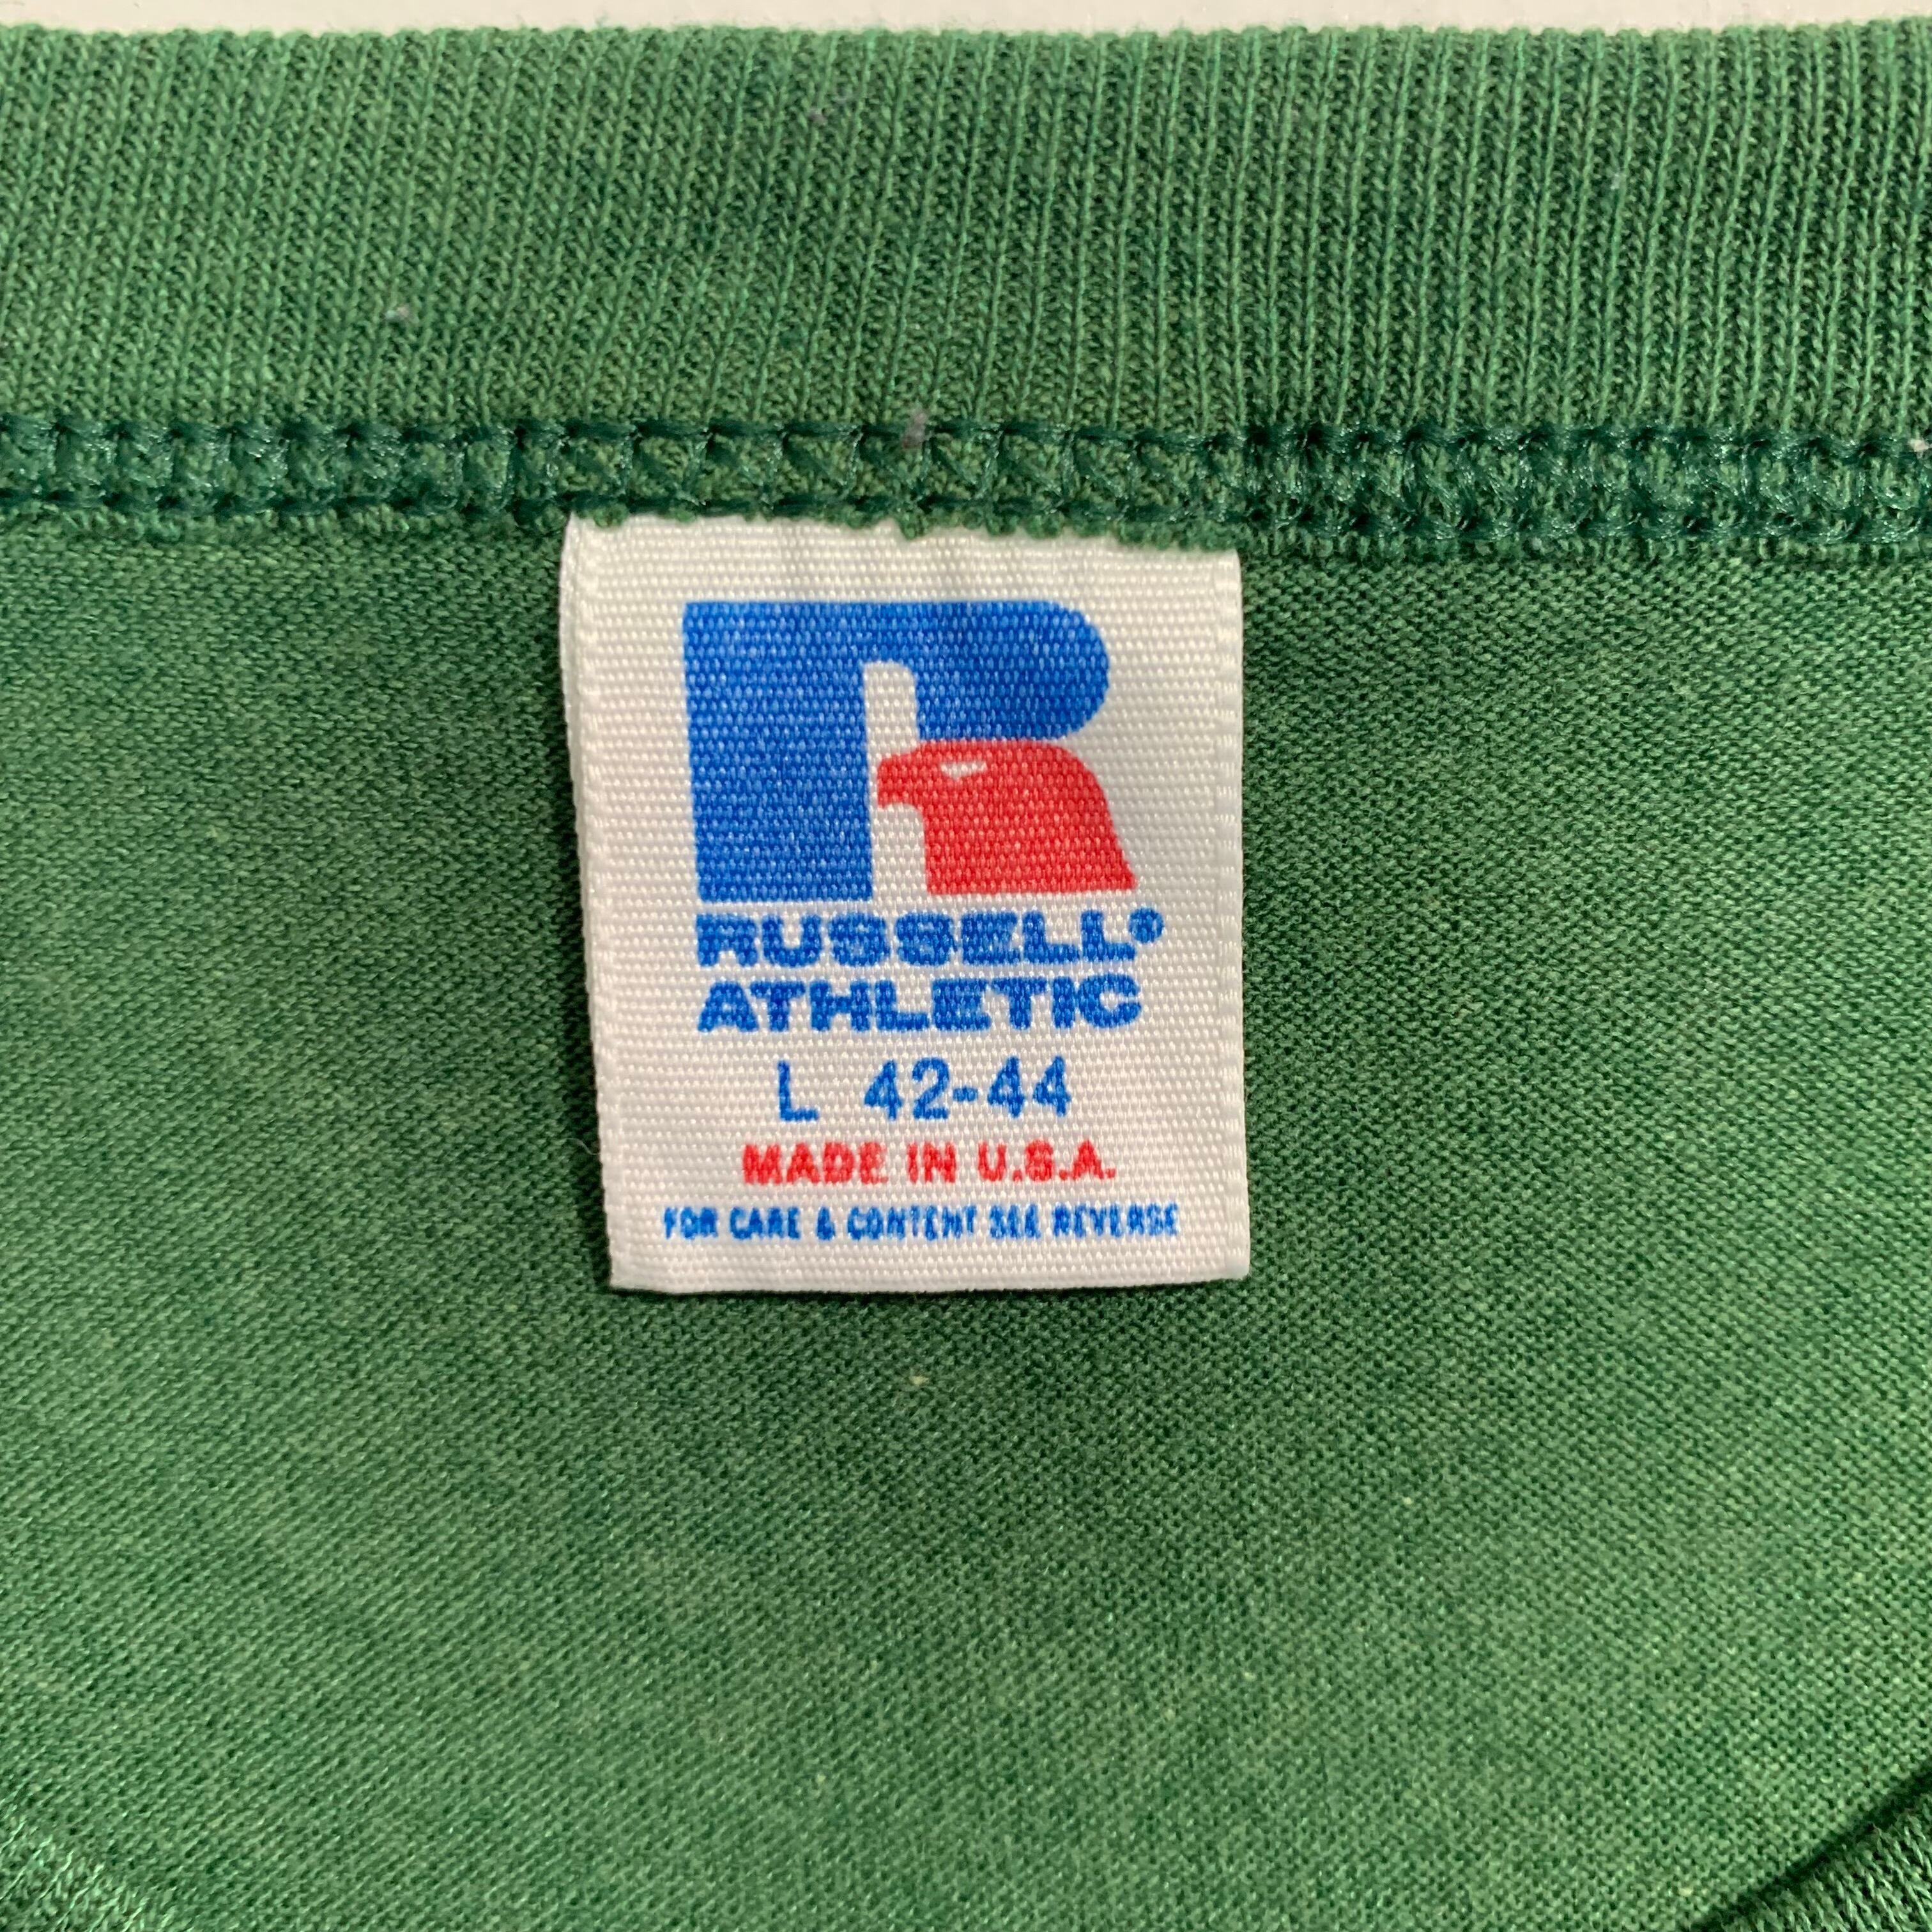 R
RUSSELL®
ATHLETIC
L 42-44
MADE IN U.S.A.
FOR CARE & CONTENT SEE REVERSE